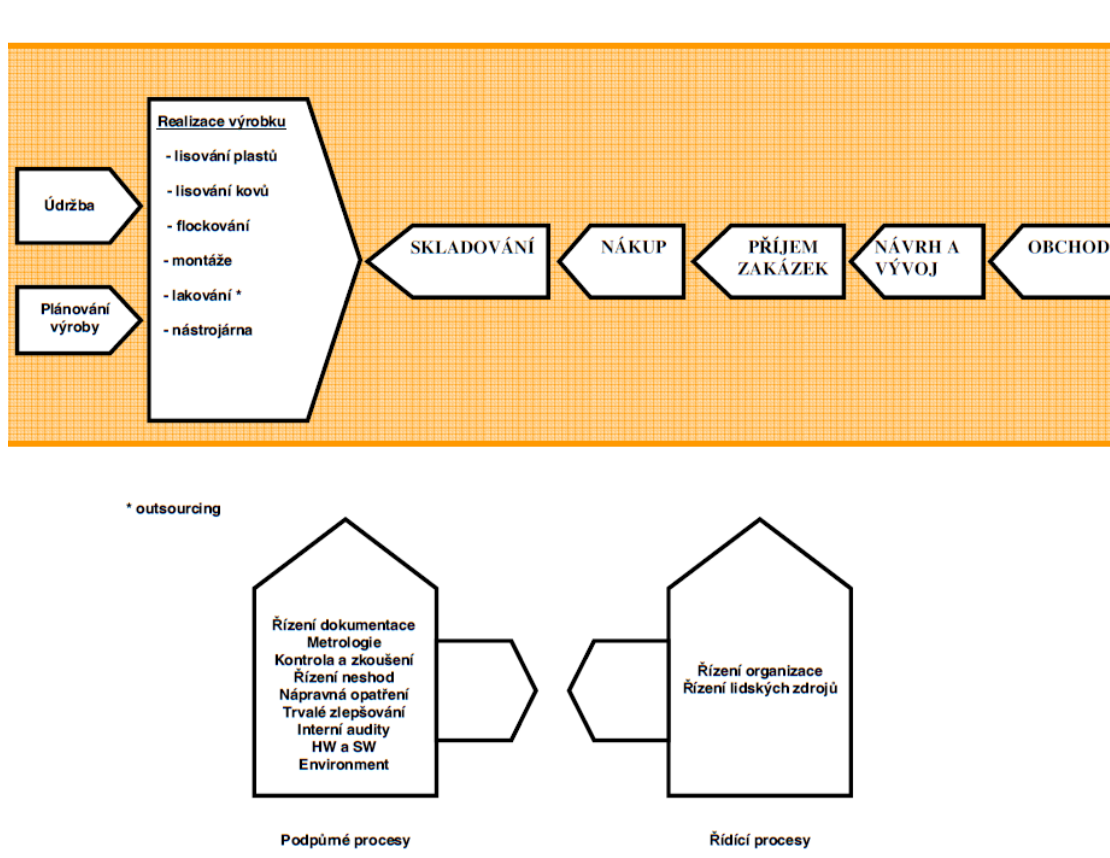 Realizace výrobku
- lisování plastů
- lisování kovů
- flockování
- montáže
- lakování *
- nástrojárna
Údržba
Plánování
výroby
SKLADOVÁNÍ
NÁKUP
PŘÍJEM
ZAKÁZEK
NÁVRH A
VÝVOJ
OBCHOD
* outsourcing
Řízení dokumentace
Metrologie
Kontrola a zkoušení
Řízení neshod
Nápravná opatření
Trvalé zlepšování
Interní audity
HW a SW
Environment
Řízení organizace
Řízení lidských zdrojů
Podpůrné procesy
Řídící procesy